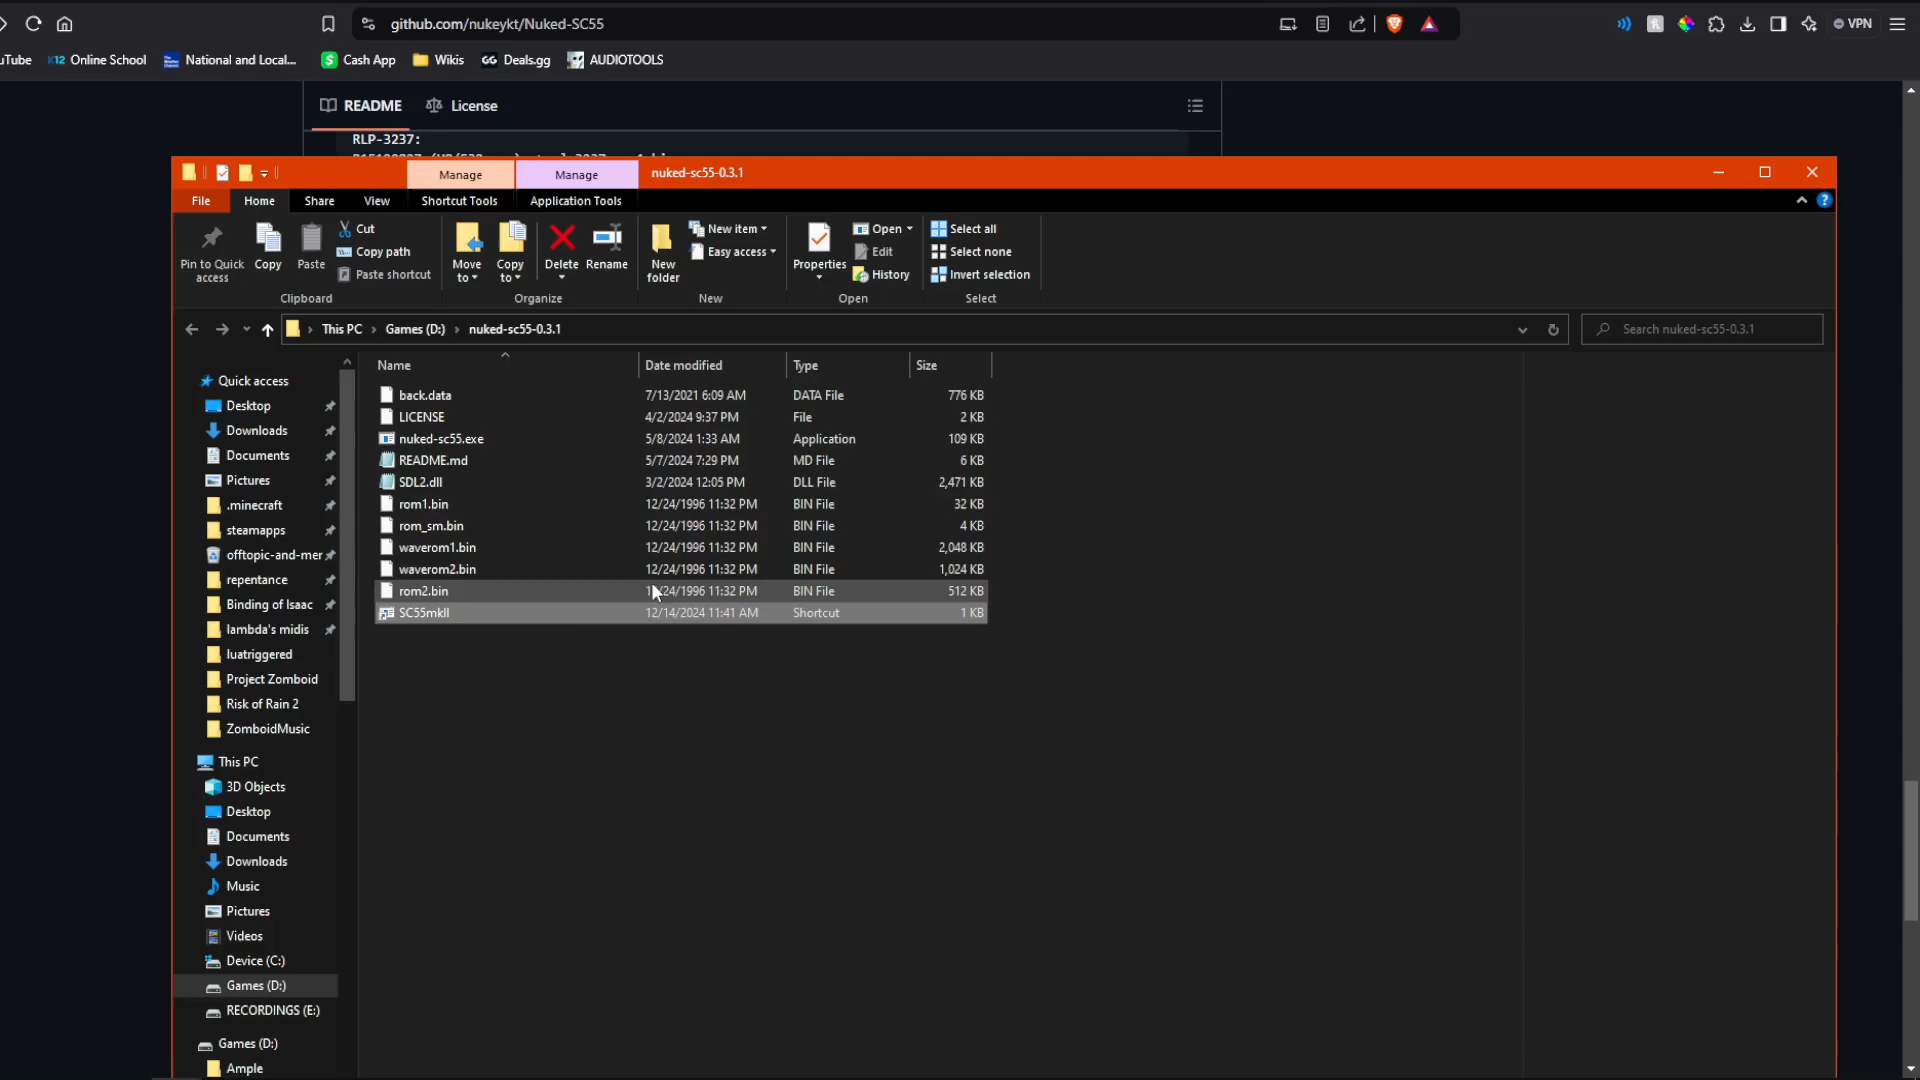 github.com/nukeykt/Nuked-SC55
VPN
uTube
K12 Online School
National and Local...
Cash App
Wikis
GG Deals.gg
AUDIOTOOLS
README
License
RLP-3237:
Manage
Manage
nuked-sc55-0.3.1
File
Home
Share
View
Shortcut Tools
Application Tools
Pin to Quick access
Copy
Paste
Cut
Copy path
Paste shortcut
Move to
Copy to
Delete
Rename
New folder
New item
Easy access
Properties
Open
Edit
History
Select all
Select none
Invert selection
Clipboard
Organize
New
Open
Select
This PC > Games (D:) > nuked-sc55-0.3.1
Search nuked-sc55-0.3.1
Name Date modified Type Size
back.data 7/13/2021 6:09 AM DATA File 776 KB
LICENSE 4/2/2024 9:37 PM File 2 KB
nuked-sc55.exe 5/8/2024 1:33 AM Application 109 KB
README.md 5/7/2024 7:29 PM MD File 6 KB
SDL2.dll 3/2/2024 12:05 PM DLL File 2,471 KB
rom1.bin 12/24/1996 11:32 PM BIN File 32 KB
rom_sm.bin 12/24/1996 11:32 PM BIN File 4 KB
waverom1.bin 12/24/1996 11:32 PM BIN File 2,048 KB
waverom2.bin 12/24/1996 11:32 PM BIN File 1,024 KB
rom2.bin /24/1996 11:32 PM BIN File 512 KB
SC55mkII 12/14/2024 11:41 AM Shortcut 1 KB
Quick access
Desktop
Downloads
Documents
Pictures
.minecraft
steamapps
offtopic-and-mer
repentance
Binding of Isaac
lambda's midis
luatriggered
Project Zomboid
Risk of Rain 2
ZomboidMusic
This PC
3D Objects
Desktop
Documents
Downloads
Music
Pictures
Videos
Device (C:)
Games (D:)
RECORDINGS (E:)
Games (D:)
Ample